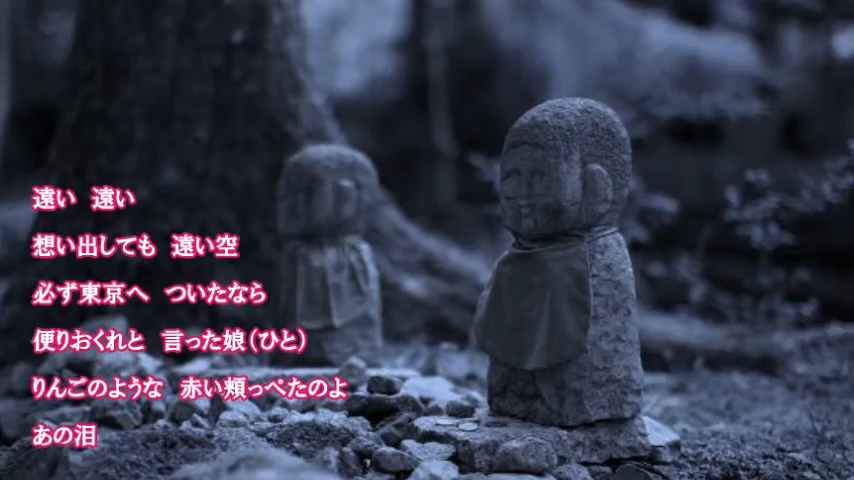 遠い　遠い
想い出しても　遠い空
必ず東京へ　ついたなら
便りおくれと　言った娘（ひと）
りんごのような　赤い頬っぺたのよ
あの泪